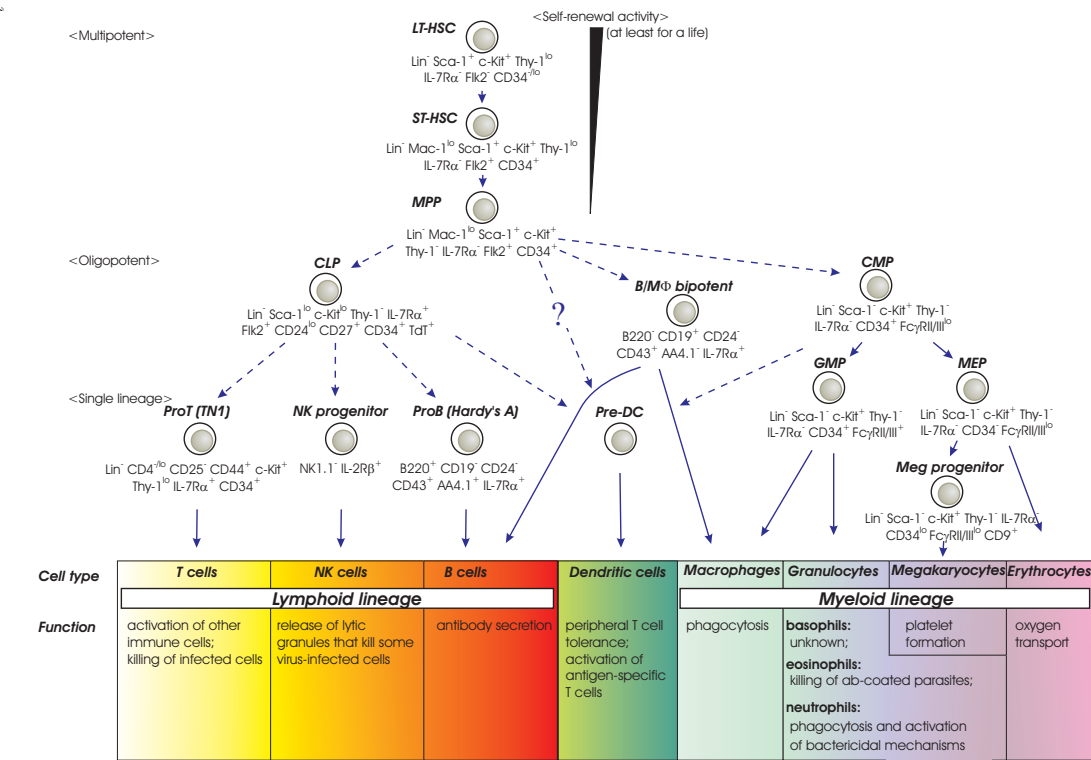 <Self-renewal activity>
(at least for a life)
<Multipotent>
LT-HSC
Lin⁻ Sca-1⁺ c-Kit⁺ Thy-1ˡᵒ
IL-7Rα⁻ Flk2⁻ CD34⁻/ˡᵒ
ST-HSC
Lin⁻ Mac-1ˡᵒ Sca-1⁺ c-Kit⁺ Thy-1ˡᵒ
IL-7Rα⁻ Flk2⁺ CD34⁺
MPP
Lin⁻ Mac-1ˡᵒ Sca-1⁺ c-Kit⁺
Thy-1⁻ IL-7Rα⁻ Flk2⁺ CD34⁺
<Oligopotent>
CLP
Lin⁻ Sca-1ˡᵒ c-Kitˡᵒ Thy-1⁻ IL-7Rα⁺
Flk2⁺ CD24ˡᵒ CD27⁺ CD34⁺ TdT⁺
?
B/MΦ bipotent
B220⁻ CD19⁺ CD24⁻
CD43⁺ AA4.1⁻ IL-7Rα⁺
CMP
Lin⁻ Sca-1⁻ c-Kit⁺ Thy-1⁻
IL-7Rα⁻ CD34⁺ FcγRII/IIIˡᵒ
GMP
Lin⁻ Sca-1⁻ c-Kit⁺ Thy-1⁻
IL-7Rα⁻ CD34⁺ FcγRII/III⁺
MEP
Lin⁻ Sca-1⁻ c-Kit⁺ Thy-1⁻
IL-7Rα⁻ CD34⁻ FcγRII/IIIˡᵒ
<Single lineage>
ProT (TN1)
Lin⁻ CD4⁻/ˡᵒ CD25⁻ CD44⁺ c-Kit⁺
Thy-1ˡᵒ IL-7Rα⁺ CD34⁺
NK progenitor
NK1.1⁻ IL-2Rβ⁺
ProB (Hardy's A)
B220⁺ CD19⁻ CD24⁻
CD43⁺ AA4.1⁺ IL-7Rα⁺
Pre-DC
Meg progenitor
Lin⁻ Sca-1⁻ c-Kit⁺ Thy-1⁻ IL-7Rα⁻
CD34ˡᵒ FcγRII/IIIˡᵒ CD9⁺
Cell type
T cells
NK cells
B cells
Dendritic cells
Macrophages
Granulocytes
Megakaryocytes
Erythrocytes
Lymphoid lineage
Myeloid lineage
Function
activation of other
immune cells;
killing of infected cells
release of lytic
granules that kill some
virus-infected cells
antibody secretion
peripheral T cell
tolerance;
activation of
antigen-specific
T cells
phagocytosis
basophils:
unknown;
eosinophils:
killing of ab-coated parasites;
neutrophils:
phagocytosis and activation
of bactericidal mechanisms
platelet
formation
oxygen
transport